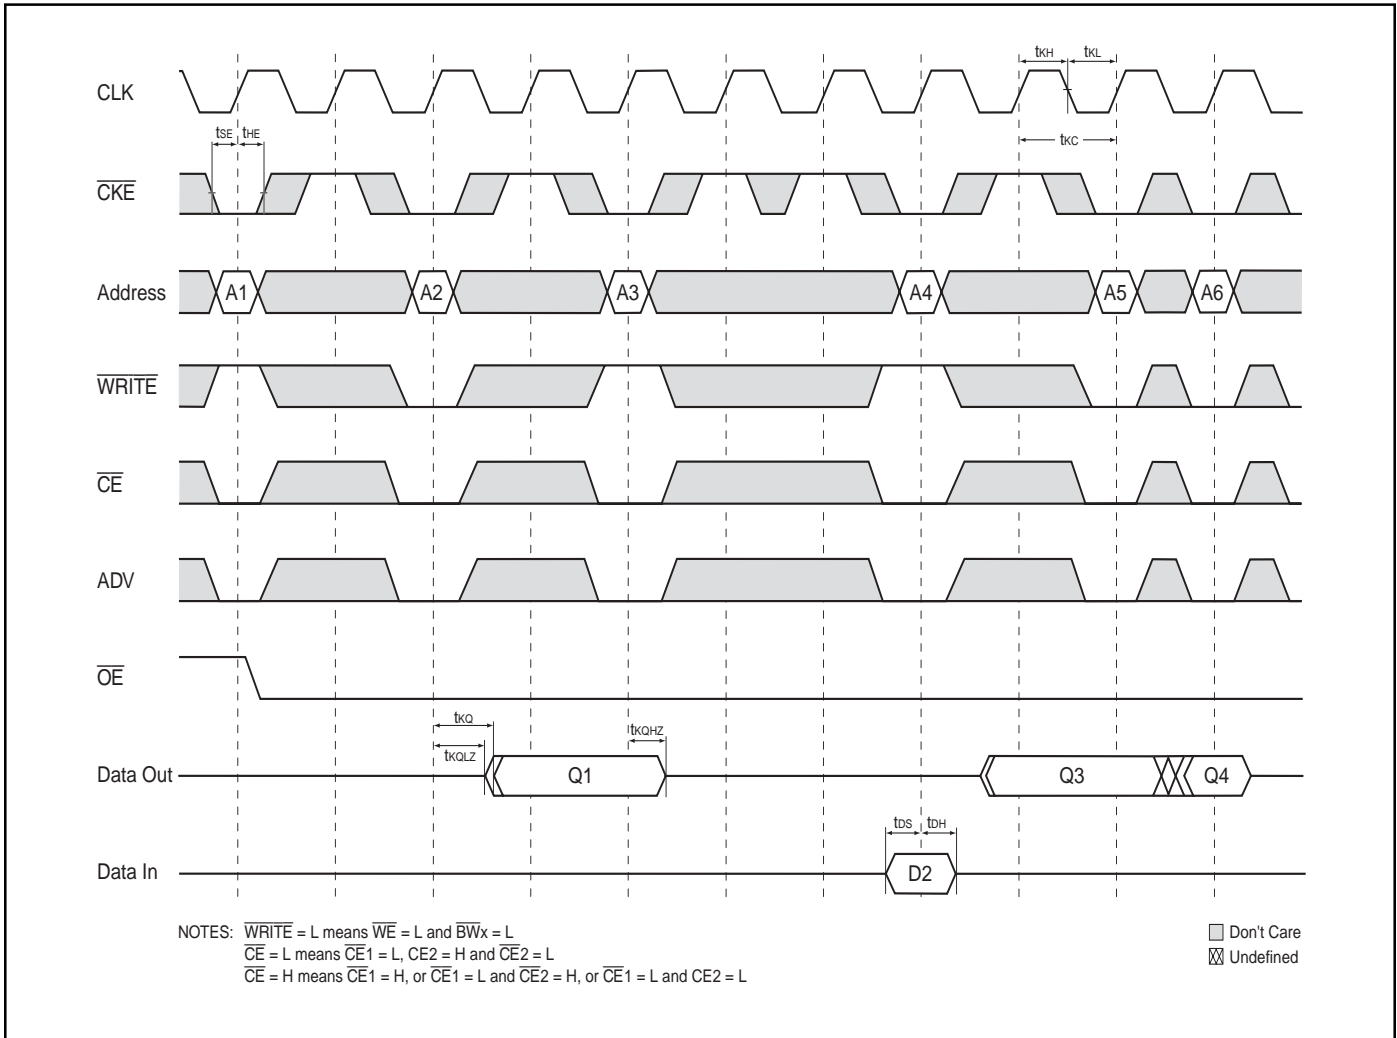 tKH tKL
CLK
tSE tHE
tKC
CKE
Address A1 A2 A3 A4 A5 A6
WRITE
CE
ADV
OE
tKQ
tKQHZ
tKQLZ
Data Out Q1 Q3 Q4
tDS tDH
Data In D2
NOTES: WRITE = L means WE = L and BWx = L
CE = L means CE1 = L, CE2 = H and CE2 = L
CE = H means CE1 = H, or CE1 = L and CE2 = H, or CE1 = L and CE2 = L
Don't Care
Undefined